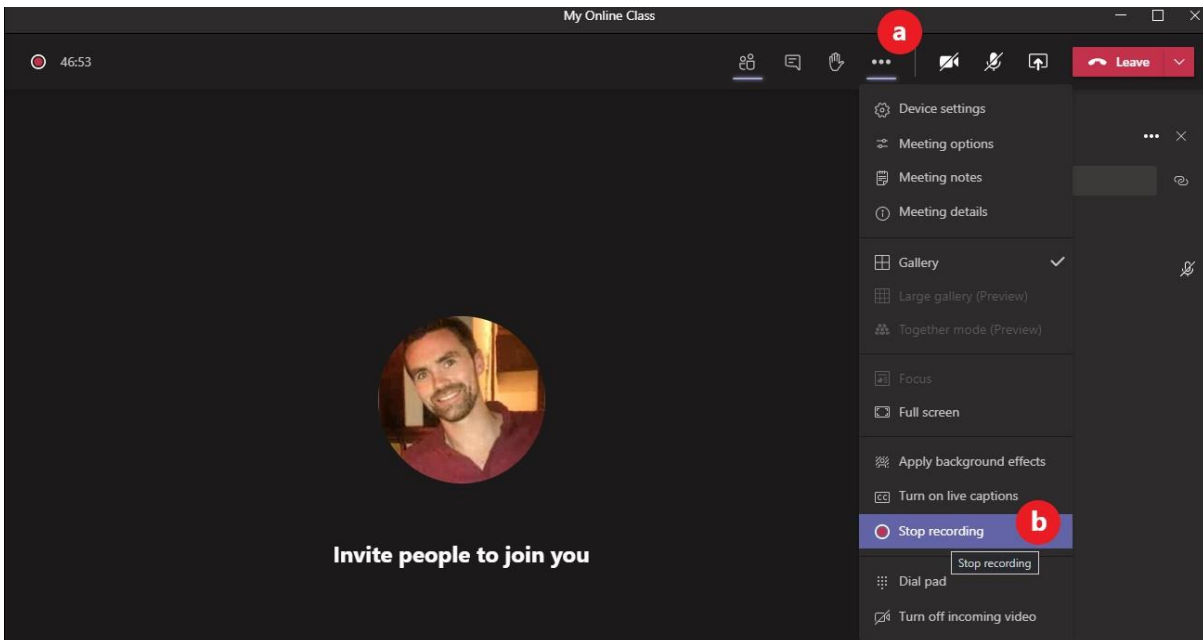 My Online Class
a
46:53
Leave
Device settings
Meeting options
Meeting notes
Meeting details
Gallery
Large gallery (Preview)
Together mode (Preview)
Focus
Full screen
Apply background effects
CC Turn on live captions
Stop recording
b
Stop recording
Dial pad
Turn off incoming video
Invite people to join you